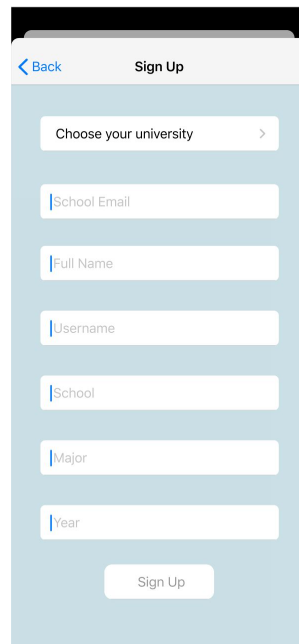 Back
Sign Up
Choose your university
School Email
Full Name
Username
School
Major
Year
Sign Up